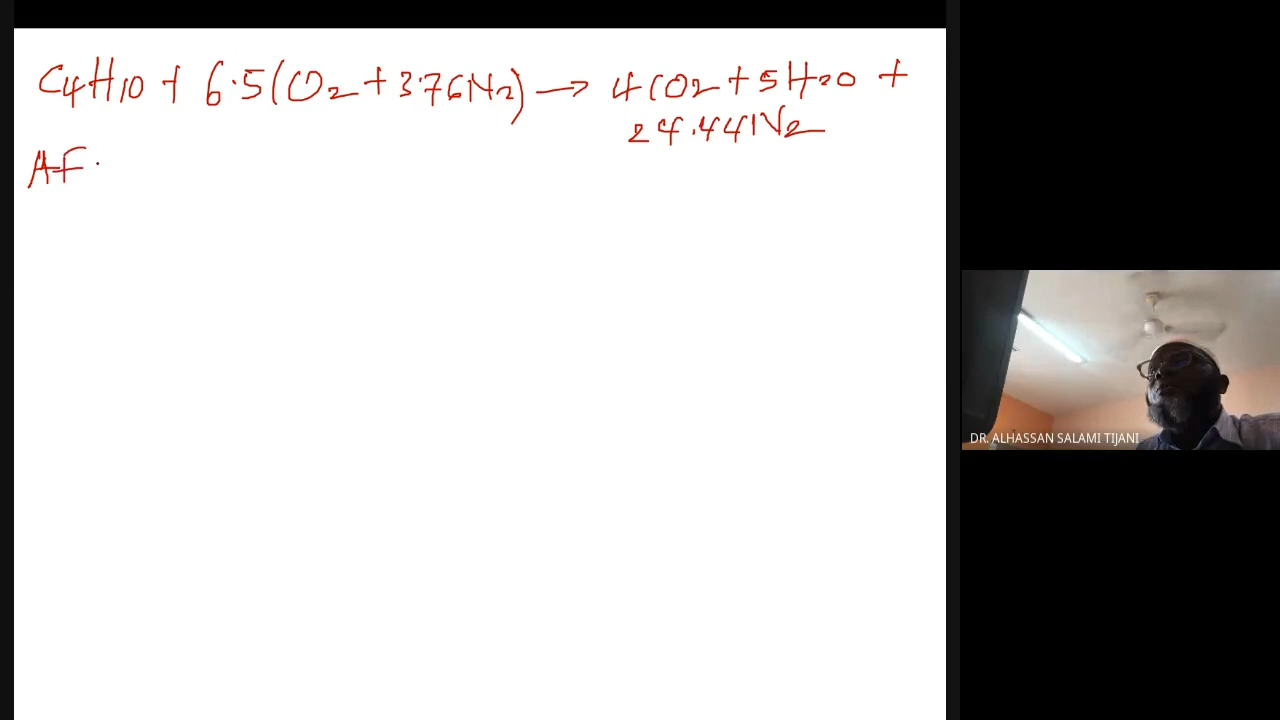 C4H10 + 6.5(O2 + 3.76N2) → 4CO2 + 5H2O +
24.44N2
AF
DR. ALHASSAN SALAMI TIJANI